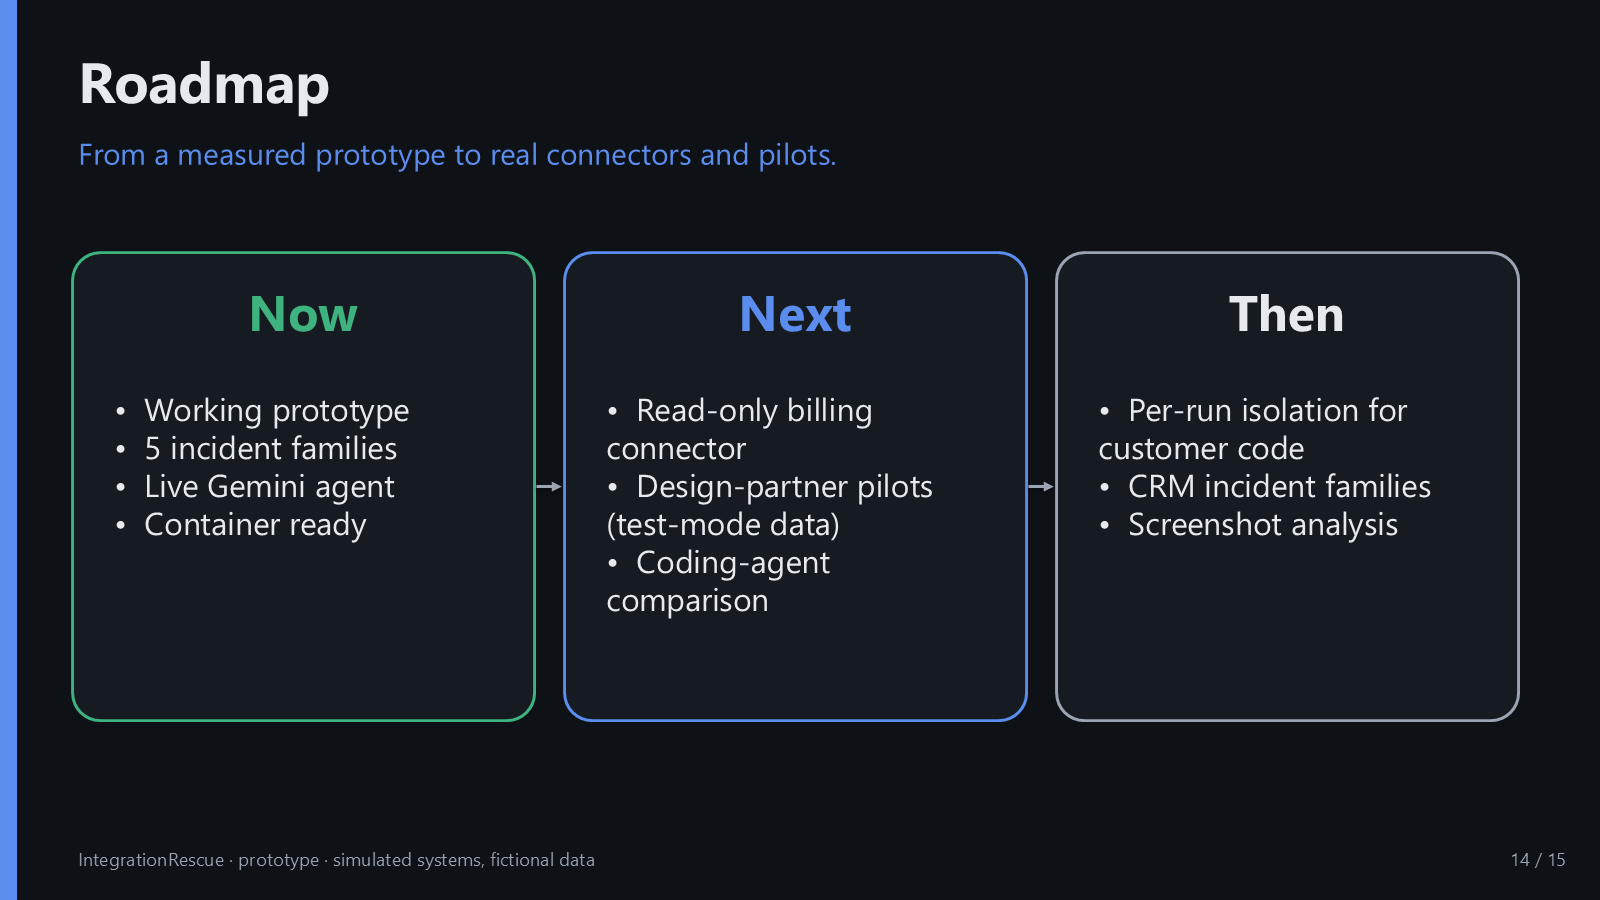 Roadmap
From a measured prototype to real connectors and pilots.
Now
• Working prototype
• 5 incident families
• Live Gemini agent
• Container ready
Next
• Read-only billing
connector
• Design-partner pilots
(test-mode data)
• Coding-agent
comparison
Then
• Per-run isolation for
customer code
• CRM incident families
• Screenshot analysis
IntegrationRescue · prototype · simulated systems, fictional data
14 / 15